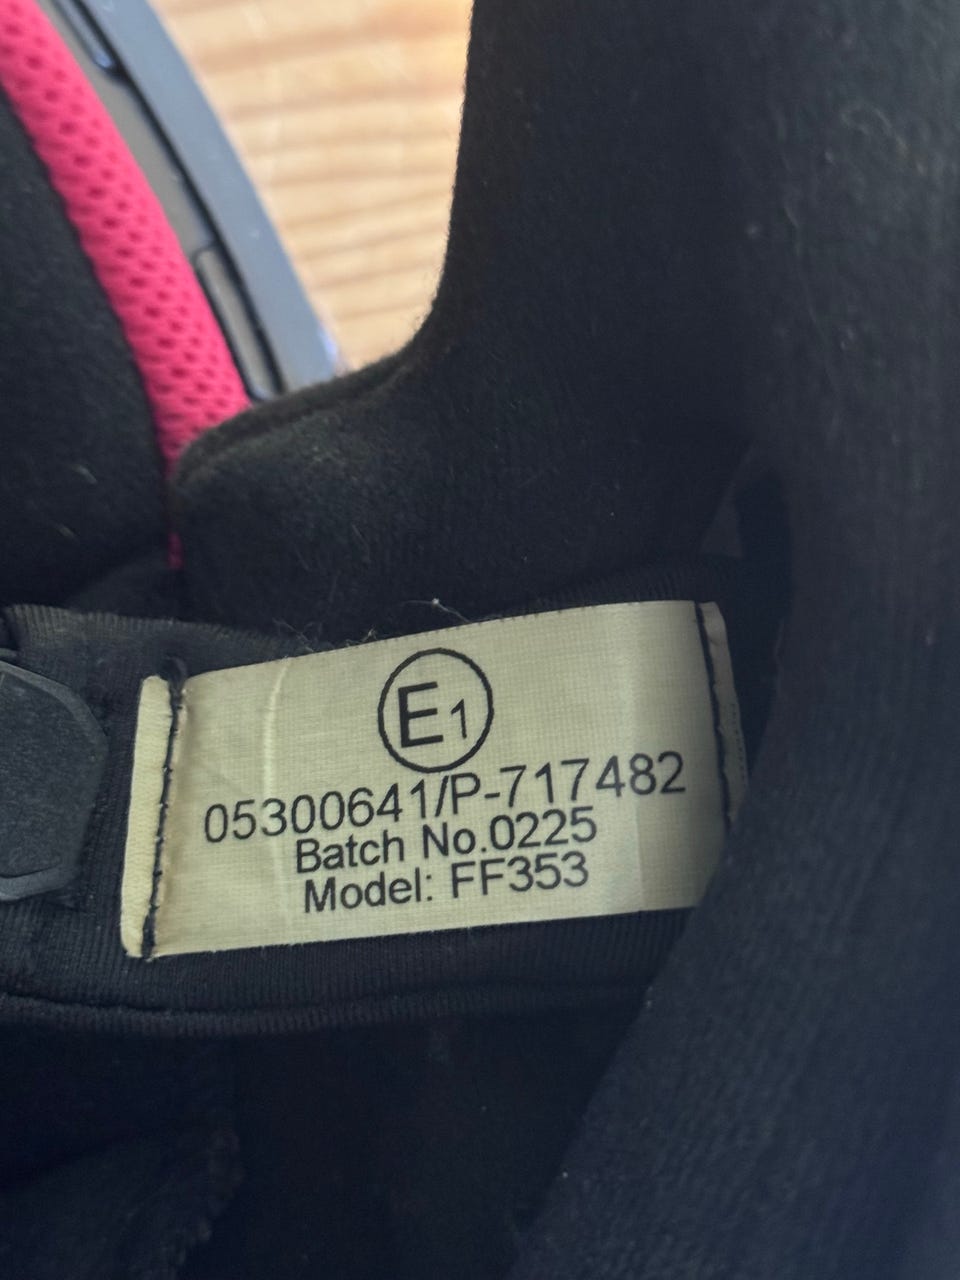 E1
05300641/P-717482
Batch No.0225
Model: FF353